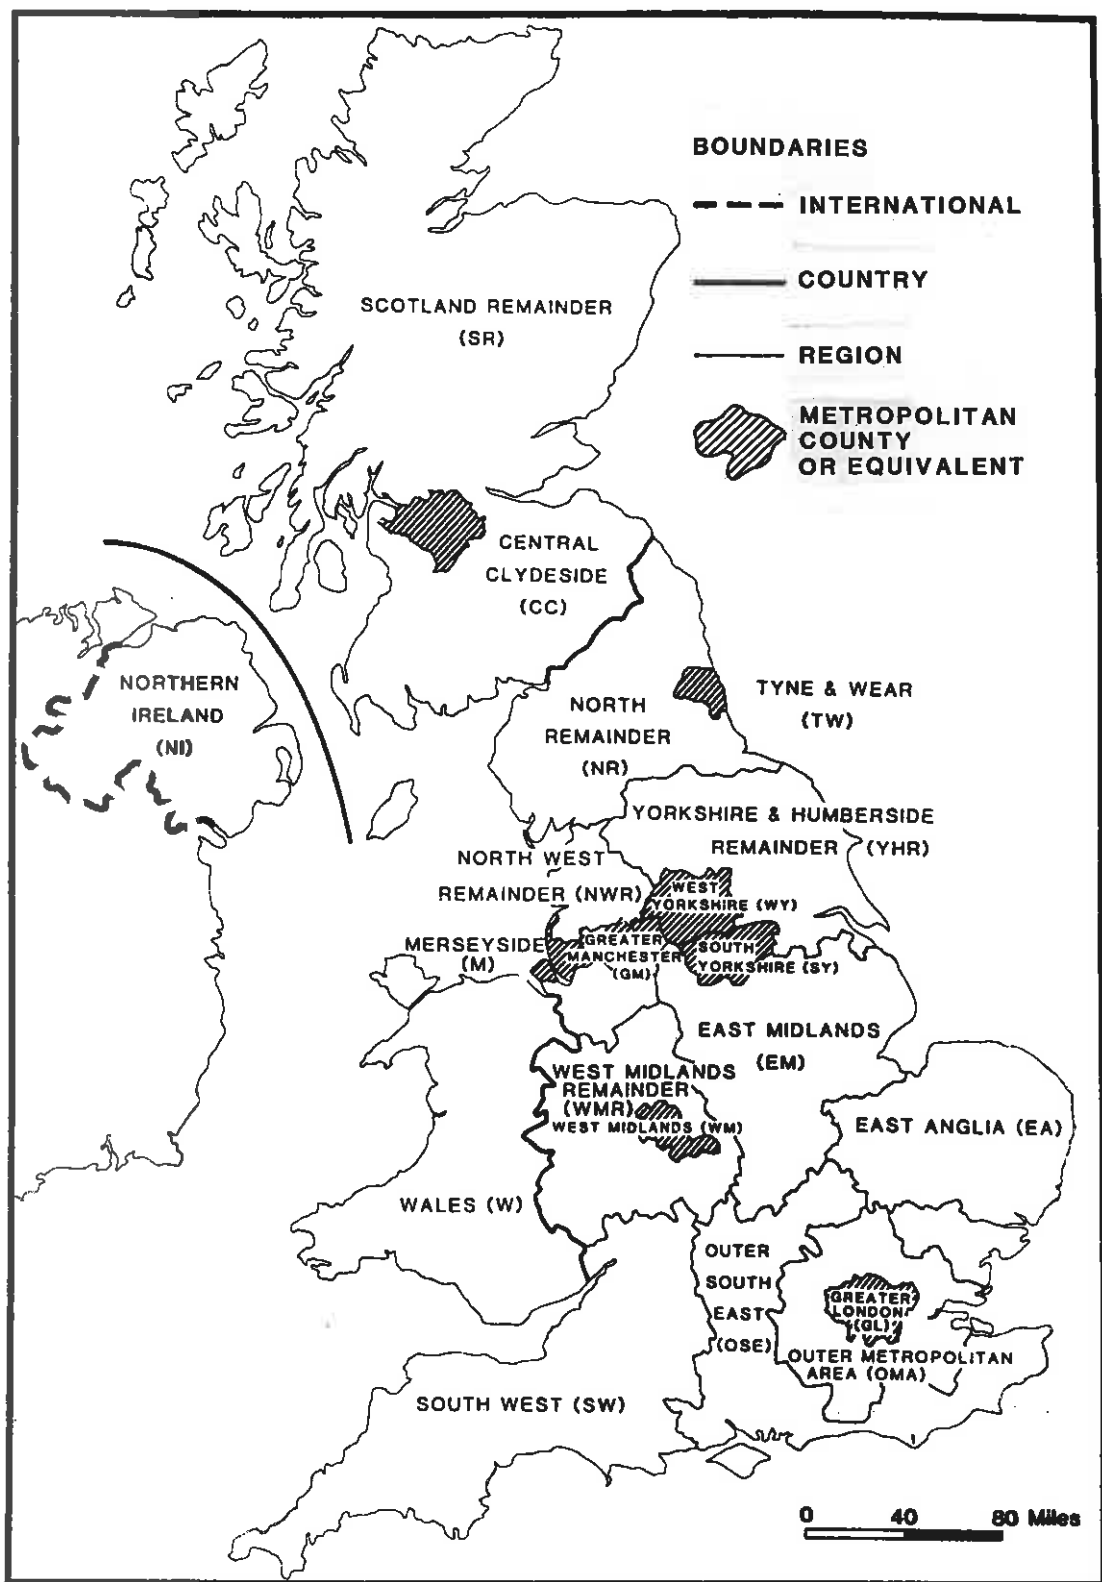 BOUNDARIES
INTERNATIONAL
COUNTRY
REGION
METROPOLITAN
COUNTY
OR EQUIVALENT
SCOTLAND REMAINDER
(SR)
CENTRAL
CLYDESIDE
(CC)
NORTHERN
IRELAND
(NI)
NORTH
REMAINDER
(NR)
TYNE & WEAR
(TW)
YORKSHIRE & HUMBERSIDE
REMAINDER (YHR)
NORTH WEST
REMAINDER (NWR)
WEST
YORKSHIRE (WY)
MERSEYSIDE
(M)
GREATER
MANCHESTER
(GM)
SOUTH
YORKSHIRE (SY)
EAST MIDLANDS
(EM)
WEST MIDLANDS
REMAINDER
(WMR)
WEST MIDLANDS (WM)
EAST ANGLIA (EA)
WALES (W)
OUTER
SOUTH
EAST
(OSE)
GREATER
LONDON
(GL)
OUTER METROPOLITAN
AREA (OMA)
SOUTH WEST (SW)
0 40 80 Miles